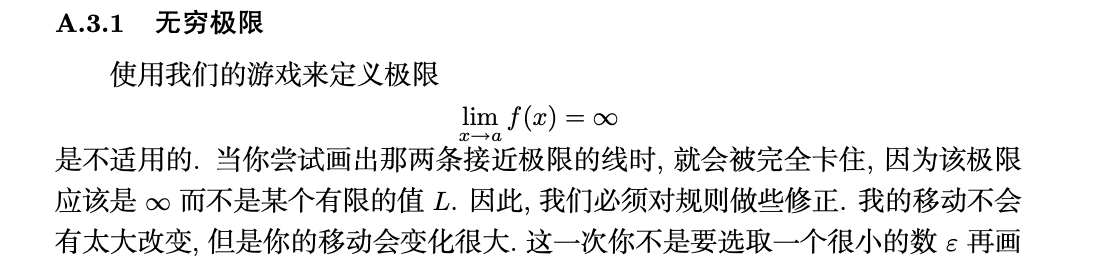 A.3.1 无穷极限
使用我们的游戏来定义极限
lim f(x) = ∞
x→a
是不适用的. 当你尝试画出那两条接近极限的线时, 就会被完全卡住, 因为该极限
应该是 ∞ 而不是某个有限的值 L. 因此, 我们必须对规则做些修正. 我的移动不会
有太大改变, 但是你的移动会变化很大. 这一次你不是要选取一个很小的数 ε 再画